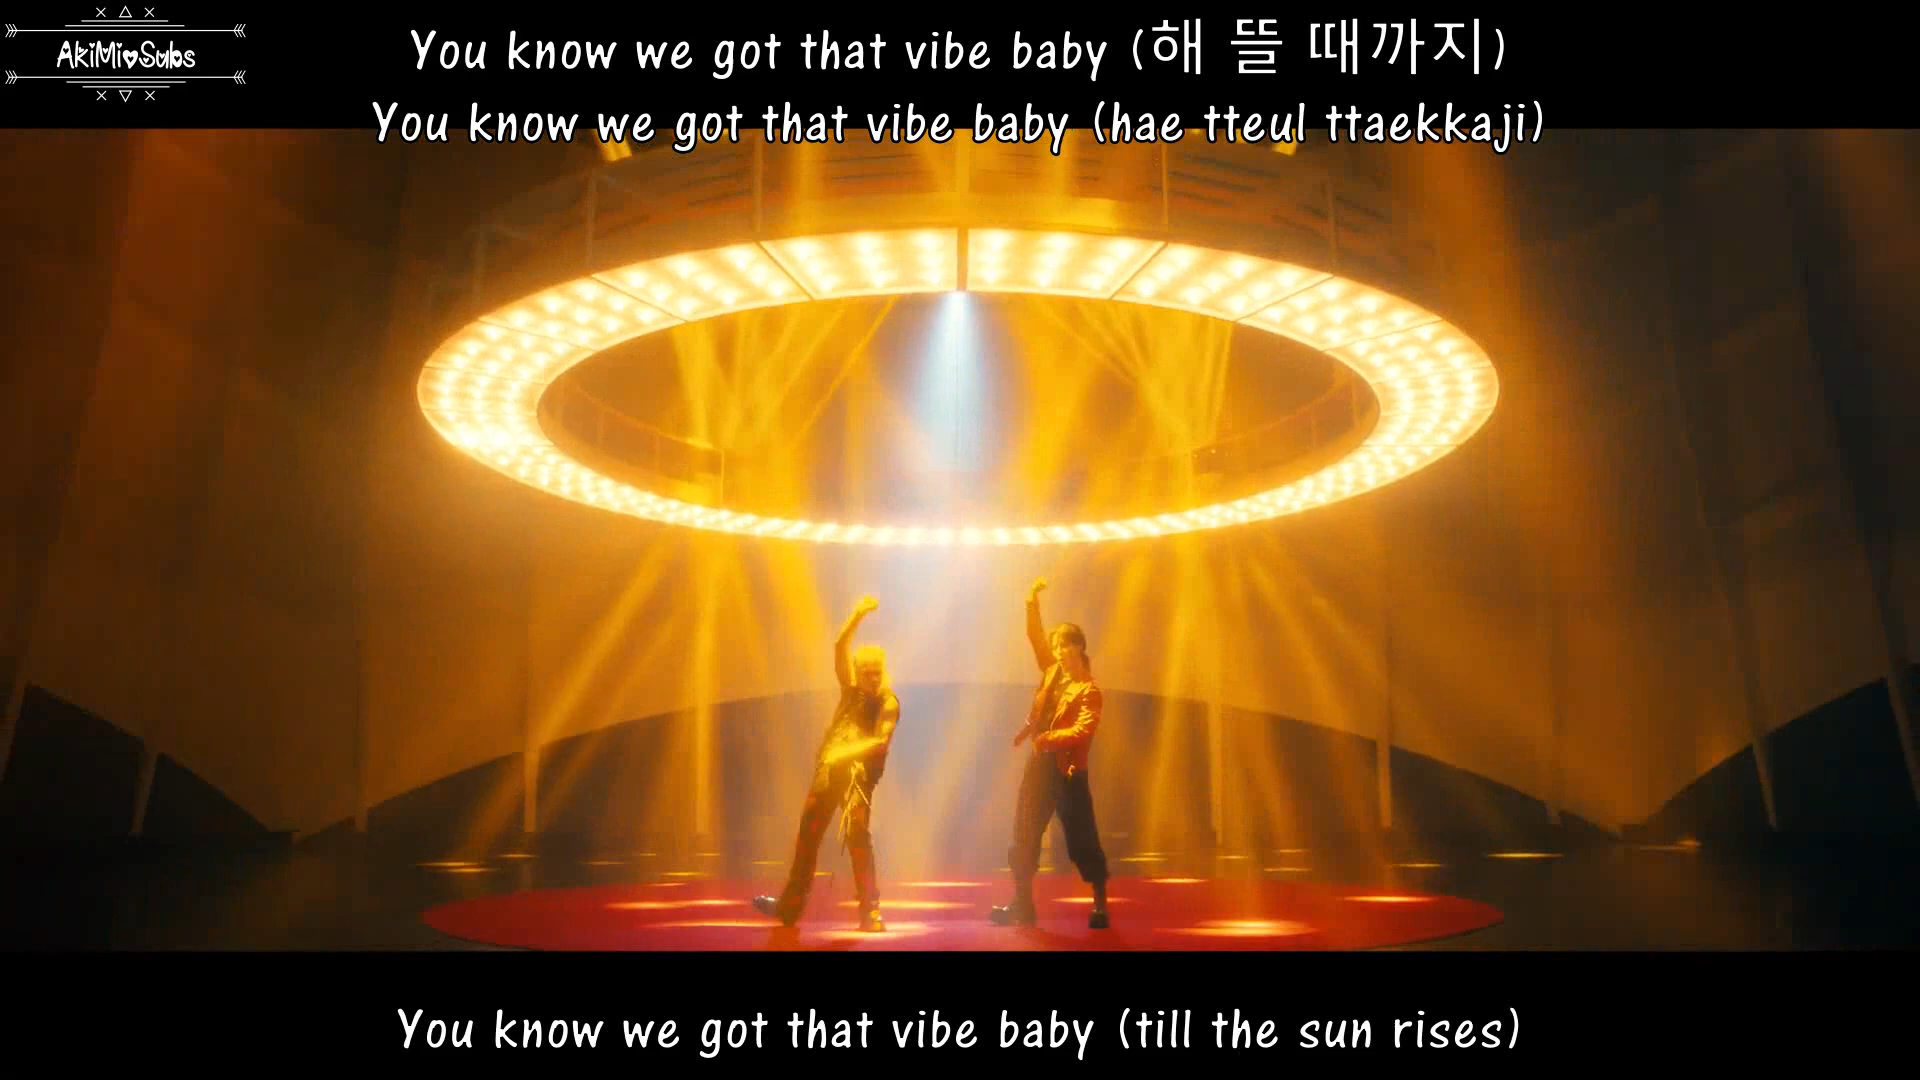 AkiMi♥Subs
You know we got that vibe baby (해 뜰 때까지)
You know we got that vibe baby (hae tteul ttaekkaji)
You know we got that vibe baby (till the sun rises)